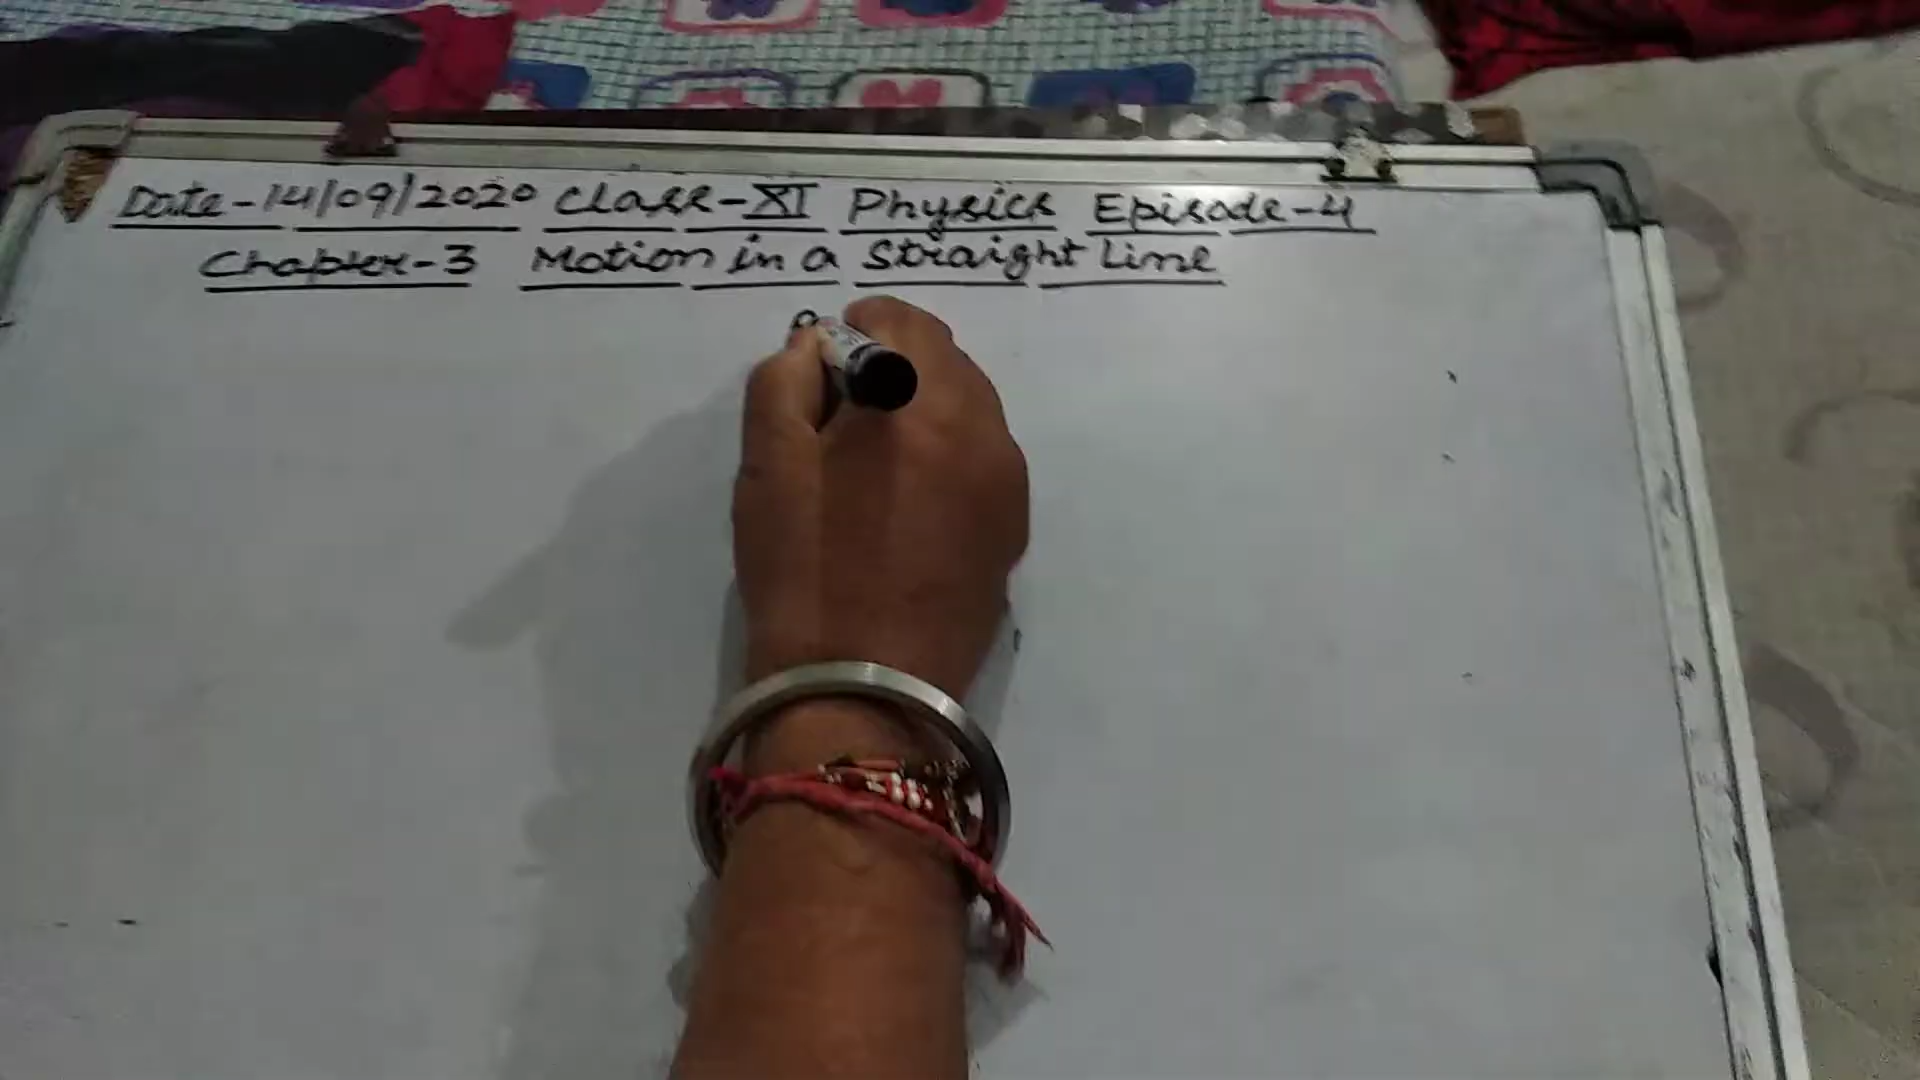 Date-14/09/2020 Class-XI Physics Episode-4
Chapter-3 Motion in a Straight Line